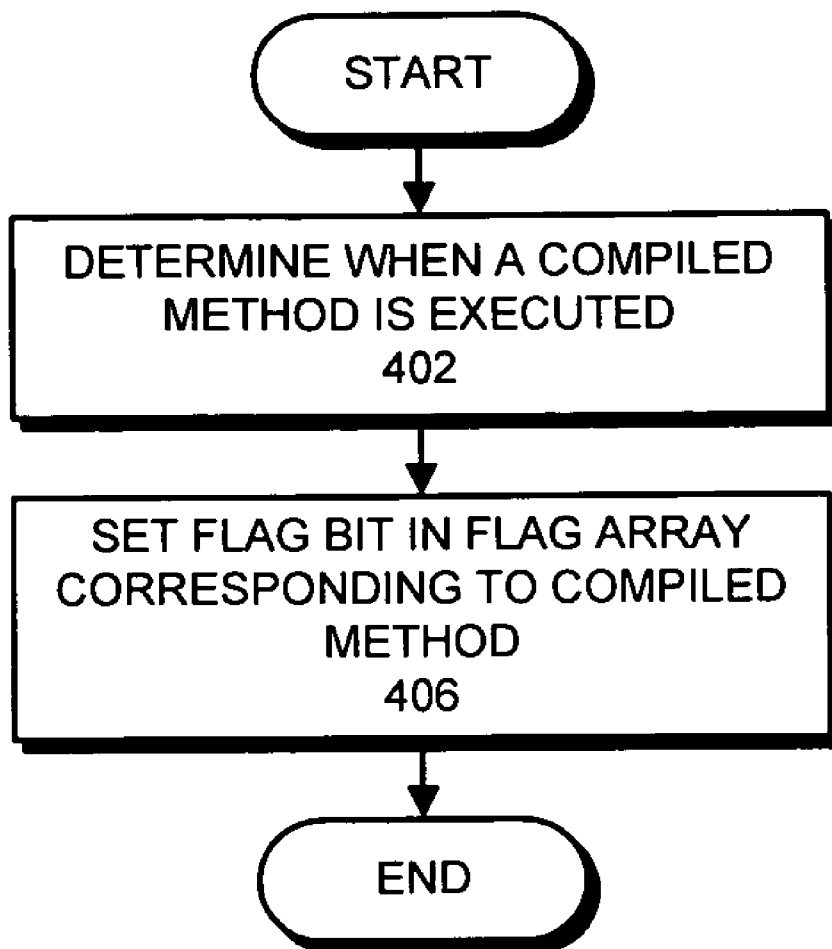 START
DETERMINE WHEN A COMPILED
METHOD IS EXECUTED
402
SET FLAG BIT IN FLAG ARRAY
CORRESPONDING TO COMPILED
METHOD
406
END